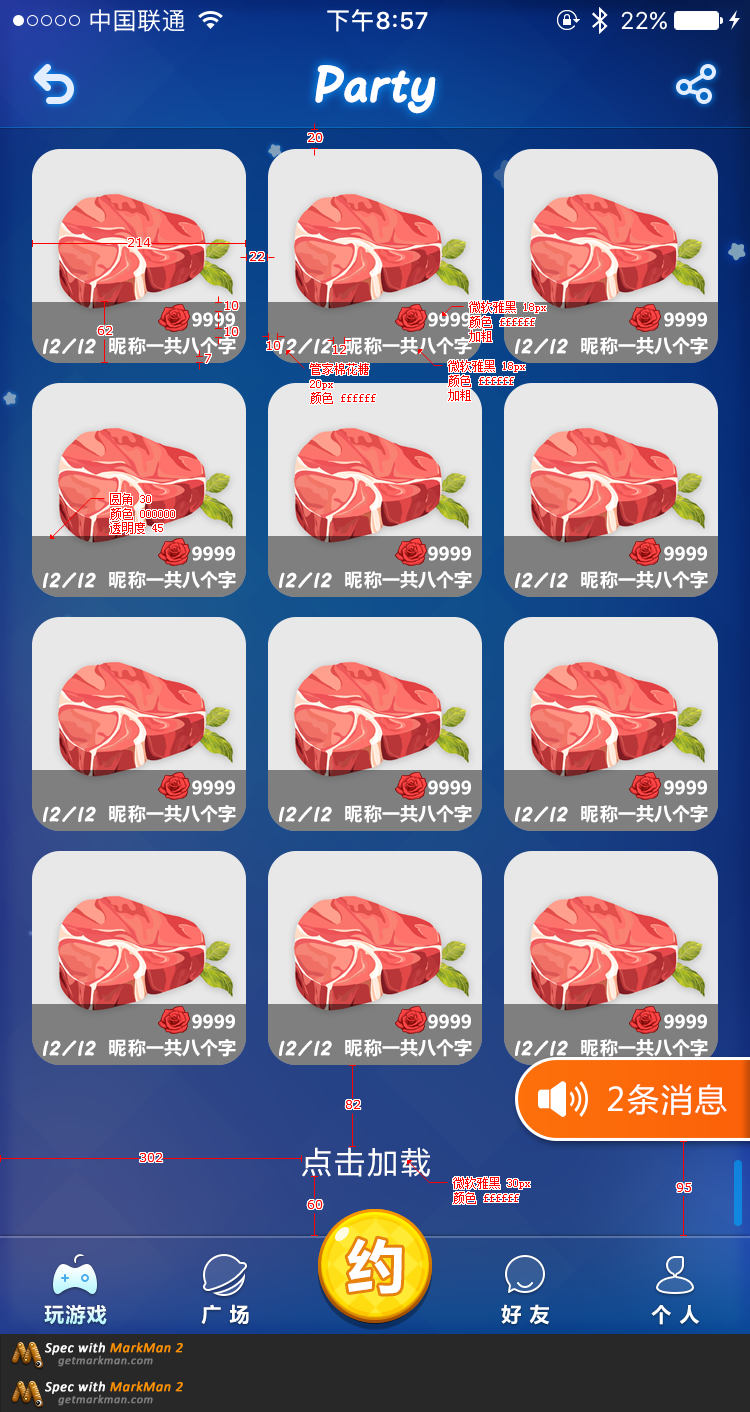 中国联通
下午8:57
22%
Party
20
214
22
62
10
10
7
9999
12/12 昵称一共八个字
9999
12/12 昵称一共八个字
10
12
微软雅黑 18px
颜色 ffffff
加粗
9999
12/12 昵称一共八个字
管家棉花糖
20px
颜色 ffffff
微软雅黑 18px
颜色 ffffff
加粗
圆角 30
颜色 000000
透明度 45
9999
12/12 昵称一共八个字
9999
12/12 昵称一共八个字
9999
12/12 昵称一共八个字
9999
12/12 昵称一共八个字
9999
12/12 昵称一共八个字
9999
12/12 昵称一共八个字
9999
12/12 昵称一共八个字
9999
12/12 昵称一共八个字
9999
12/12 昵称一共八个字
2条消息
82
302
点击加载
微软雅黑 30px
颜色 ffffff
95
60
玩游戏
广场
约
好友
个人
Spec with MarkMan 2
getmarkman.com
Spec with MarkMan 2
getmarkman.com